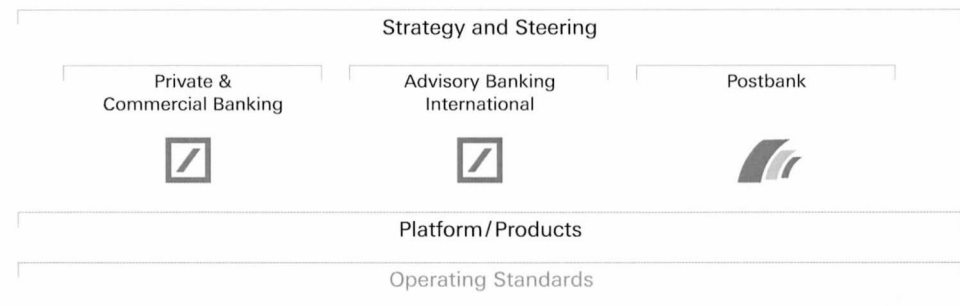 Strategy and Steering
Private &
Commercial Banking
Advisory Banking
International
Postbank
Platform/Products
Operating Standards